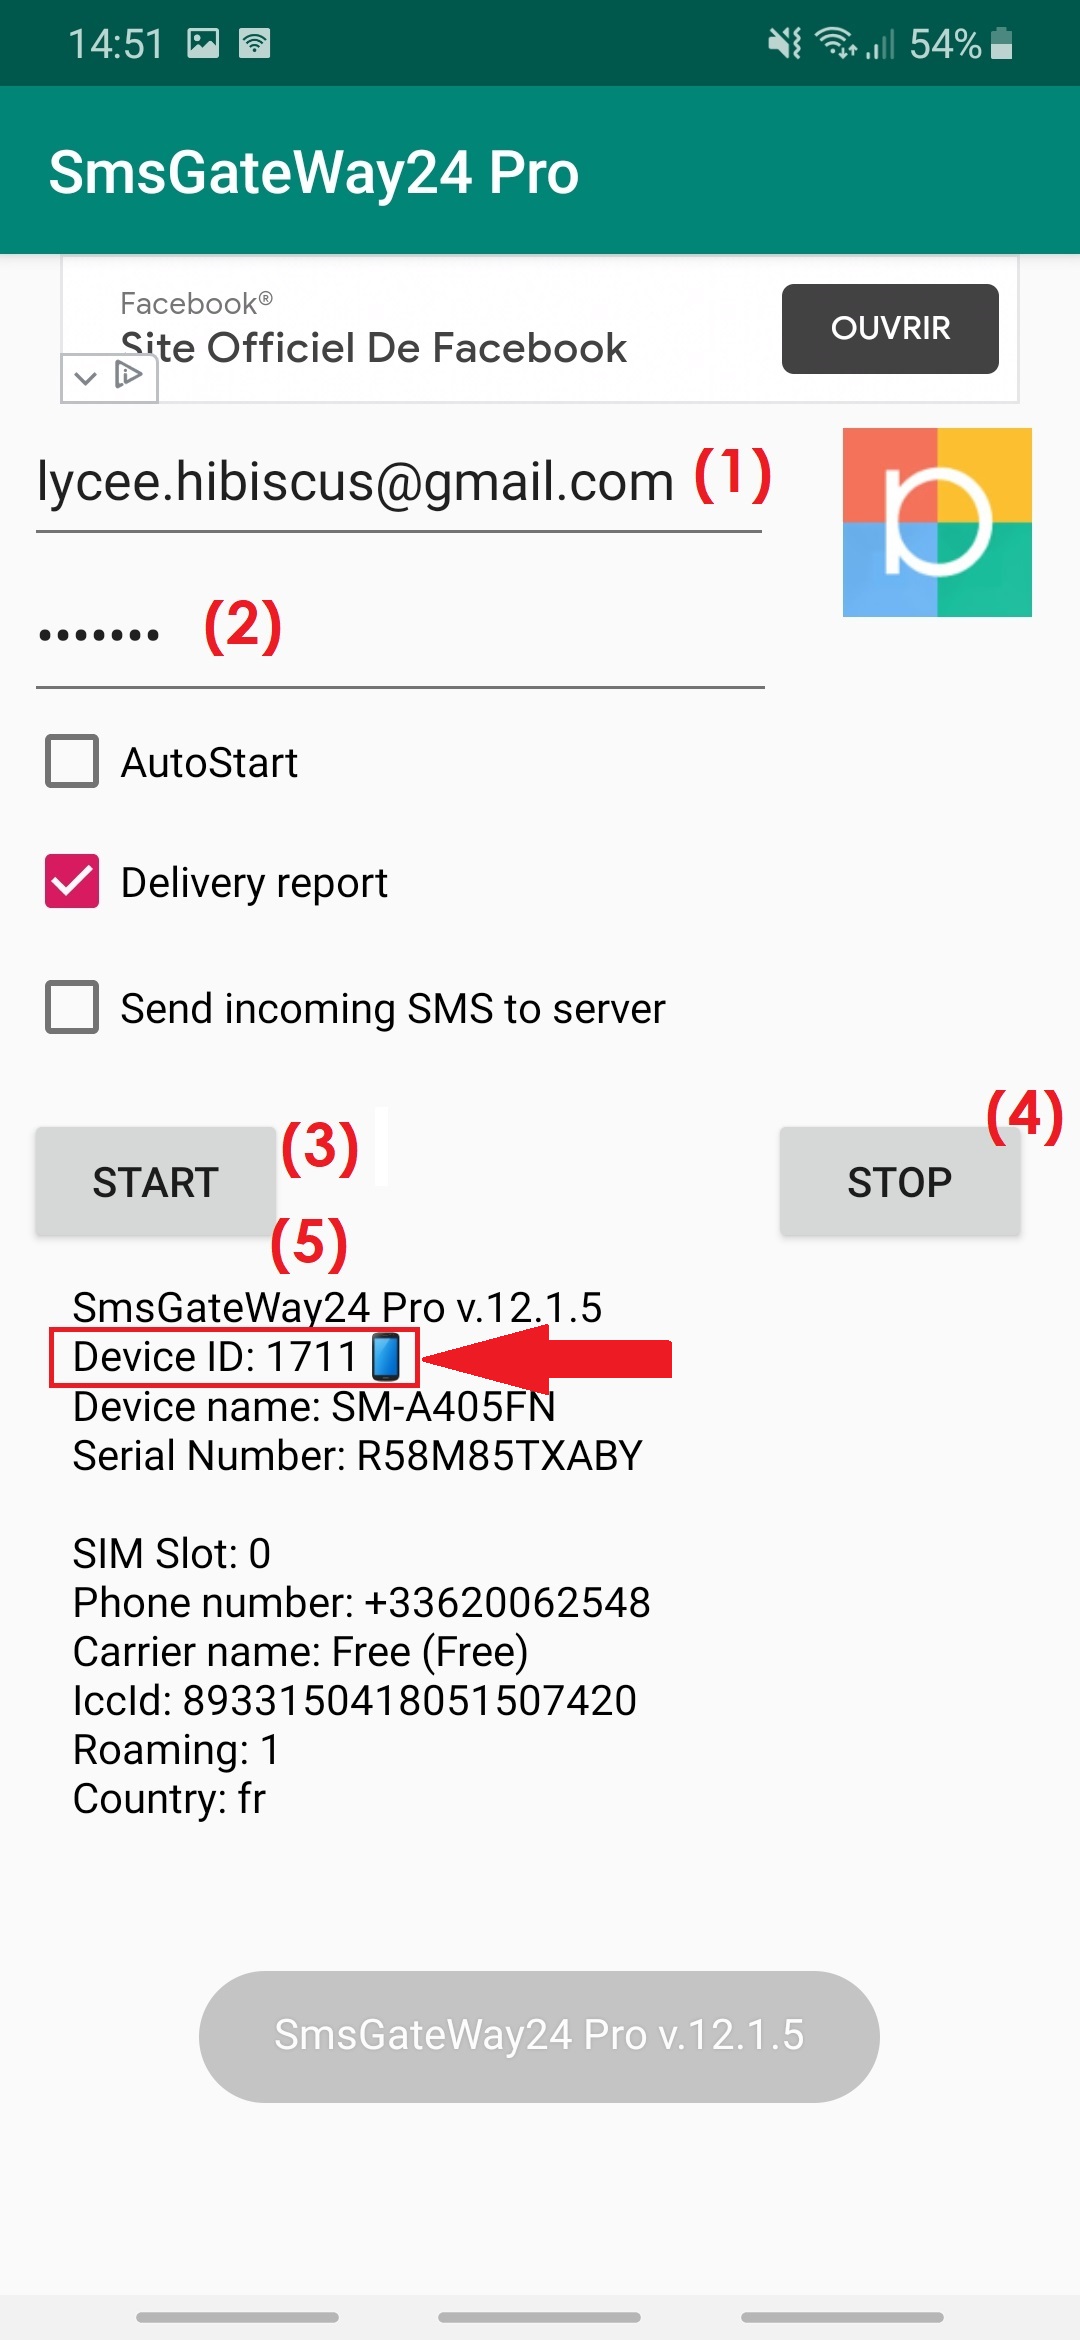 14:51 54%
SmsGateWay24 Pro
Facebook®
Site Officiel De Facebook
OUVRIR
lycee.hibiscus@gmail.com (1)
••••••• (2)
AutoStart
Delivery report
Send incoming SMS to server
START (3) STOP (4)
(5)
SmsGateWay24 Pro v.12.1.5
Device ID: 1711
Device name: SM-A405FN
Serial Number: R58M85TXABY
SIM Slot: 0
Phone number: +33620062548
Carrier name: Free (Free)
IccId: 8933150418051507420
Roaming: 1
Country: fr
SmsGateWay24 Pro v.12.1.5